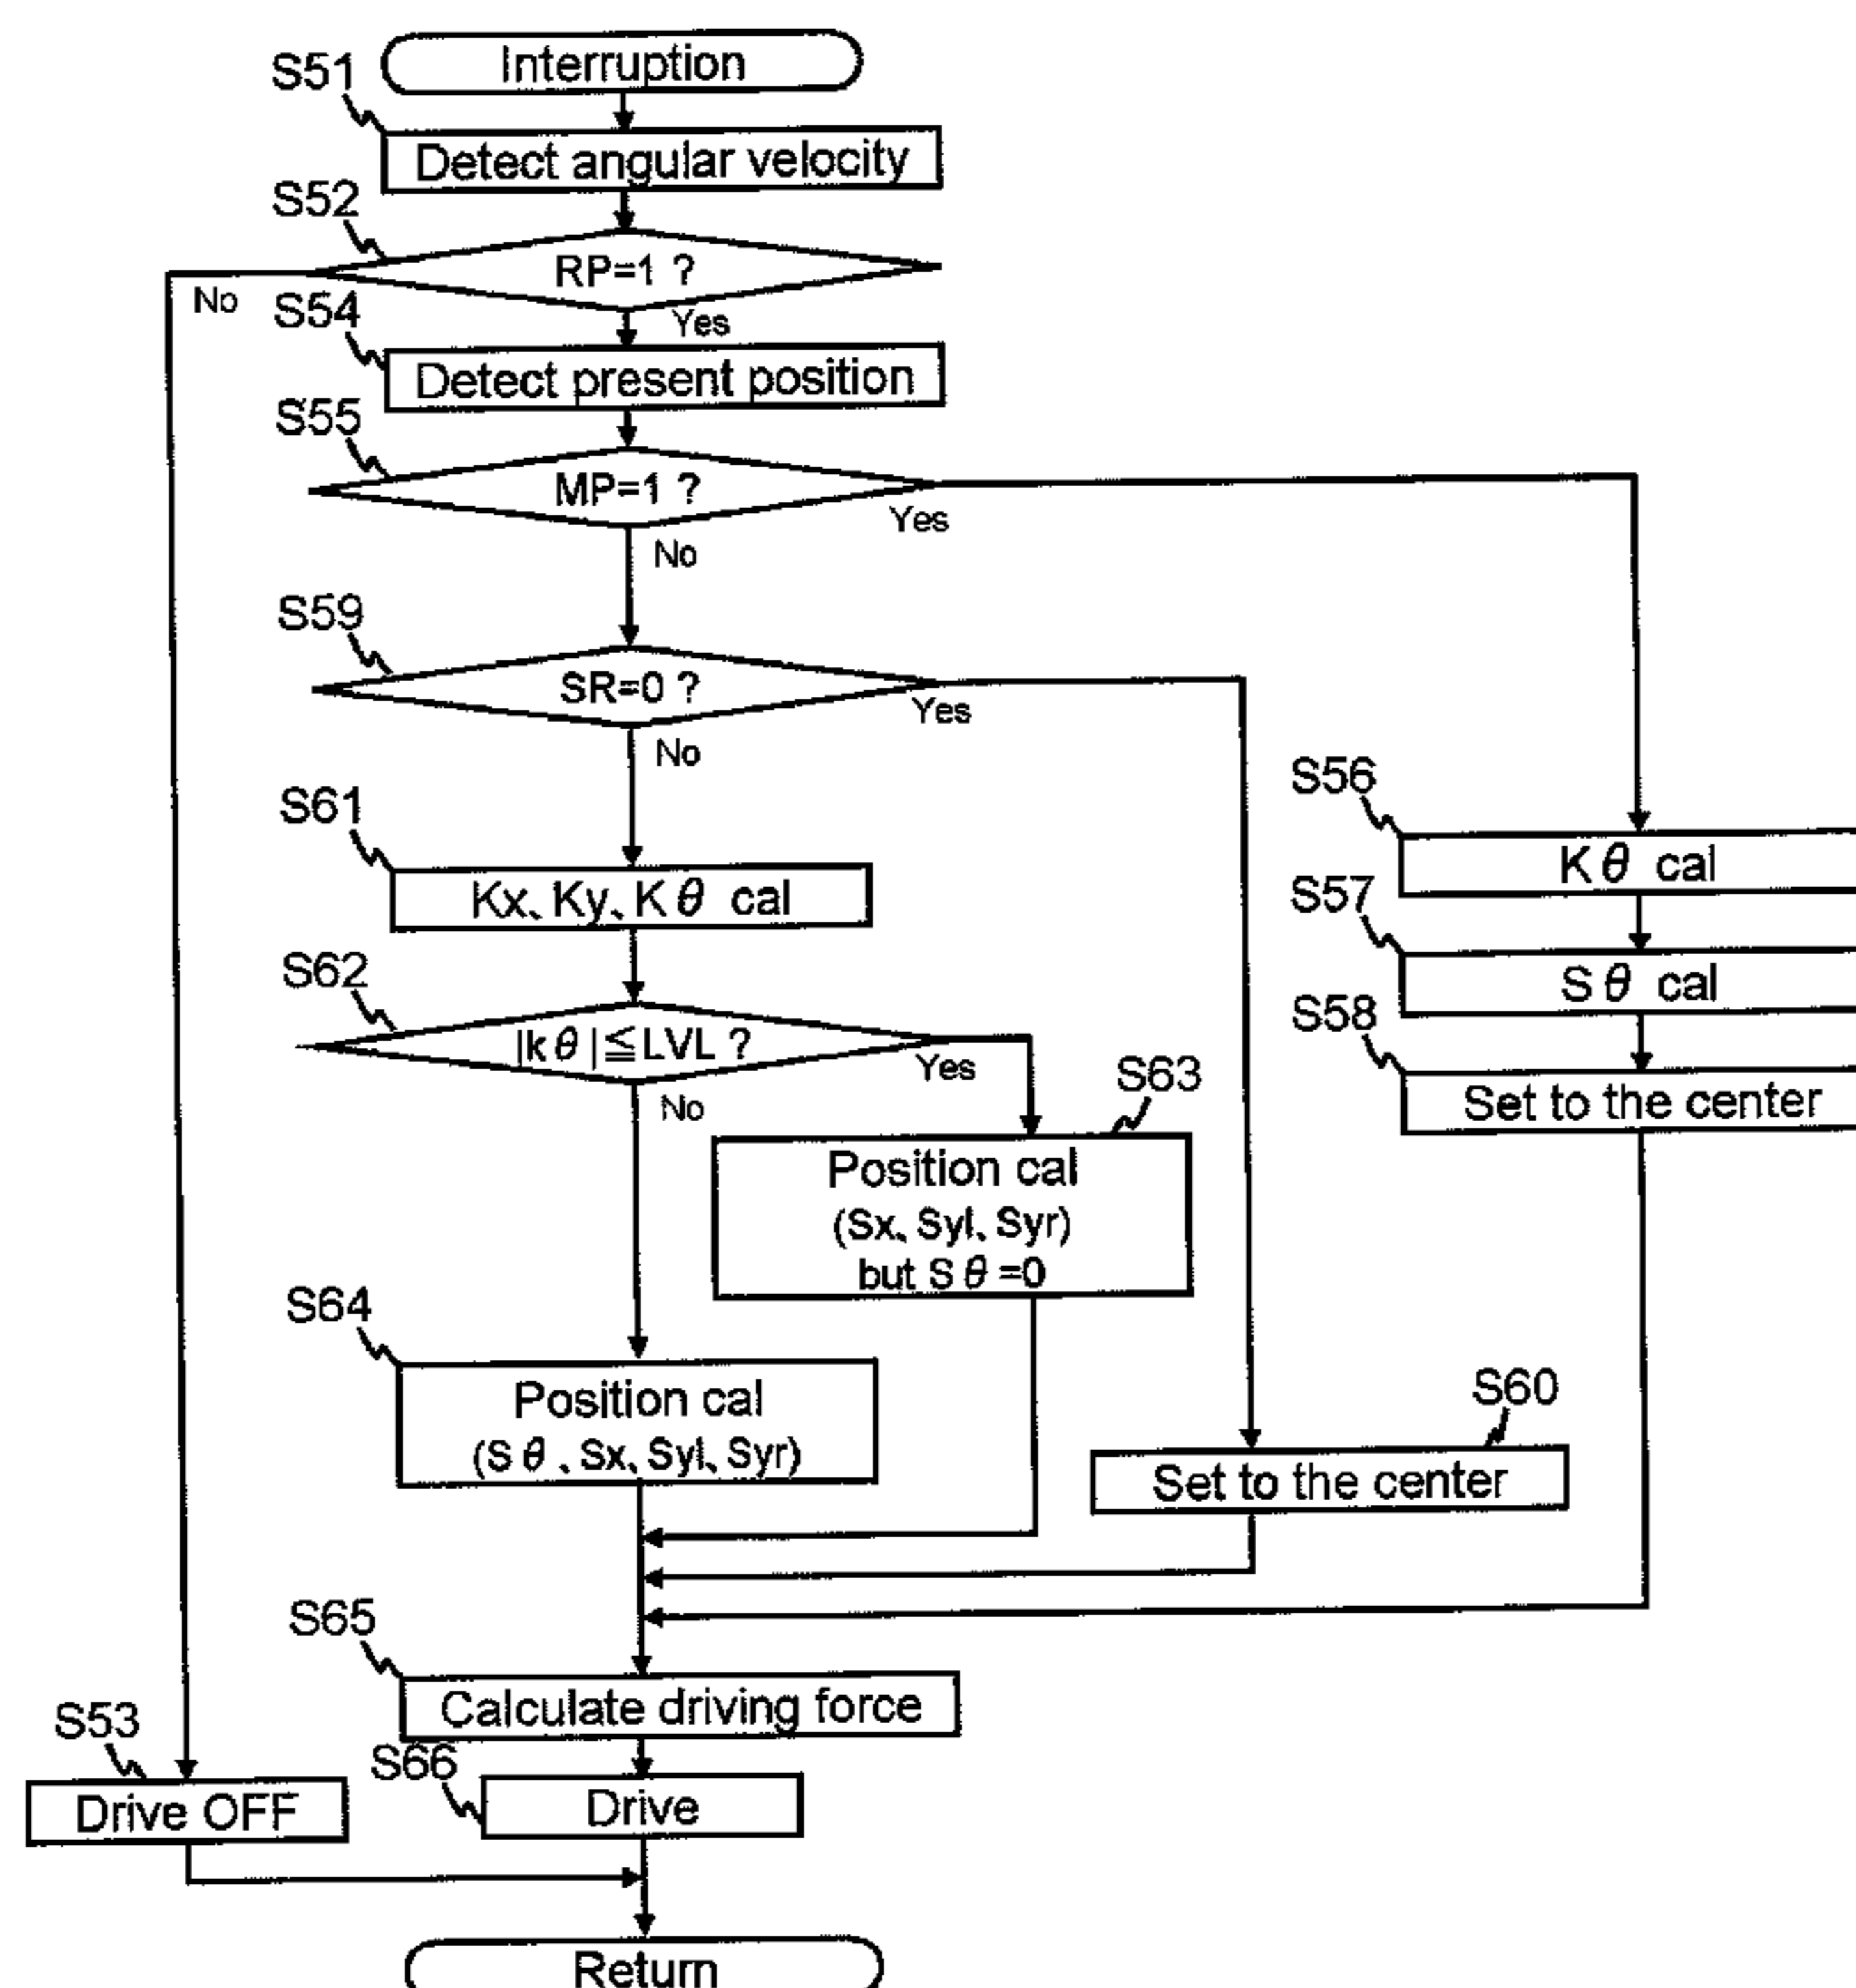 Interruption
S51
Detect angular velocity
S52
RP=1 ?
No
Yes
S54
Detect present position
S55
MP=1 ?
Yes
No
S59
SR=0 ?
Yes
No
S56
Kθ cal
S61
Kx、Ky、Kθ cal
S57
Sθ cal
S62
|kθ|≦LVL ?
Yes
No
S58
Set to the center
S63
Position cal
(Sx、Syl、Syr)
but Sθ=0
S64
Position cal
(Sθ、Sx、Syl、Syr)
S60
Set to the center
S65
Calculate driving force
S53
Drive OFF
S66
Drive
Return